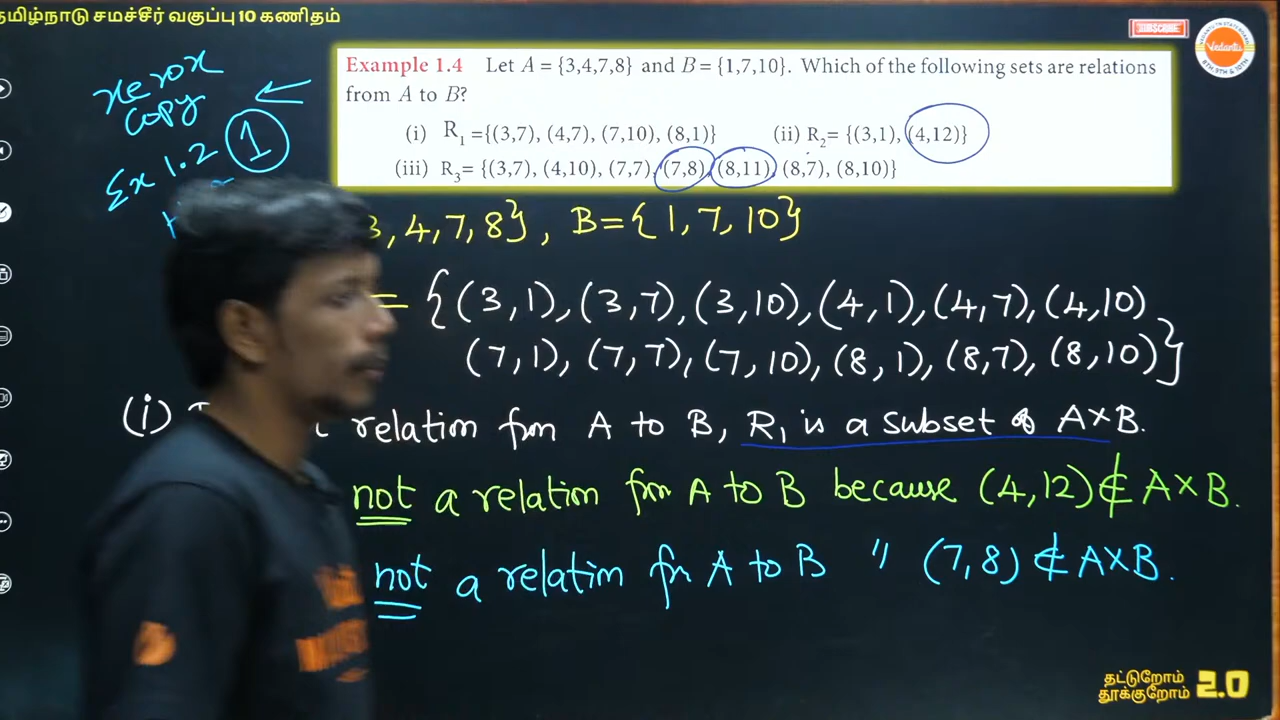 தமிழ்நாடு சமச்சீர் வகுப்பு 10 கணிதம்
SUBSCRIBE
Vedantu
8TH, 9TH & 10TH
xerox
copy
Ex 1.2 1
Example 1.4 Let A = {3,4,7,8} and B = {1,7,10}. Which of the following sets are relations
from A to B?
(i) R1 ={(3,7), (4,7), (7,10), (8,1)} (ii) R2= {(3,1), (4,12)}
(iii) R3= {(3,7), (4,10), (7,7), (7,8), (8,11), (8,7), (8,10)}
3, 4, 7, 8}, B = {1, 7, 10}
= {(3,1), (3,7), (3,10), (4,1), (4,7), (4,10)
(7,1), (7,7), (7,10), (8,1), (8,7), (8,10)}
(i) relation from A to B, R1 is a subset of A×B.
not a relation from A to B because (4,12) ∉ A×B.
not a relation from A to B " (7,8) ∉ A×B.
தட்டுறோம்
தூக்குறோம் 2.0